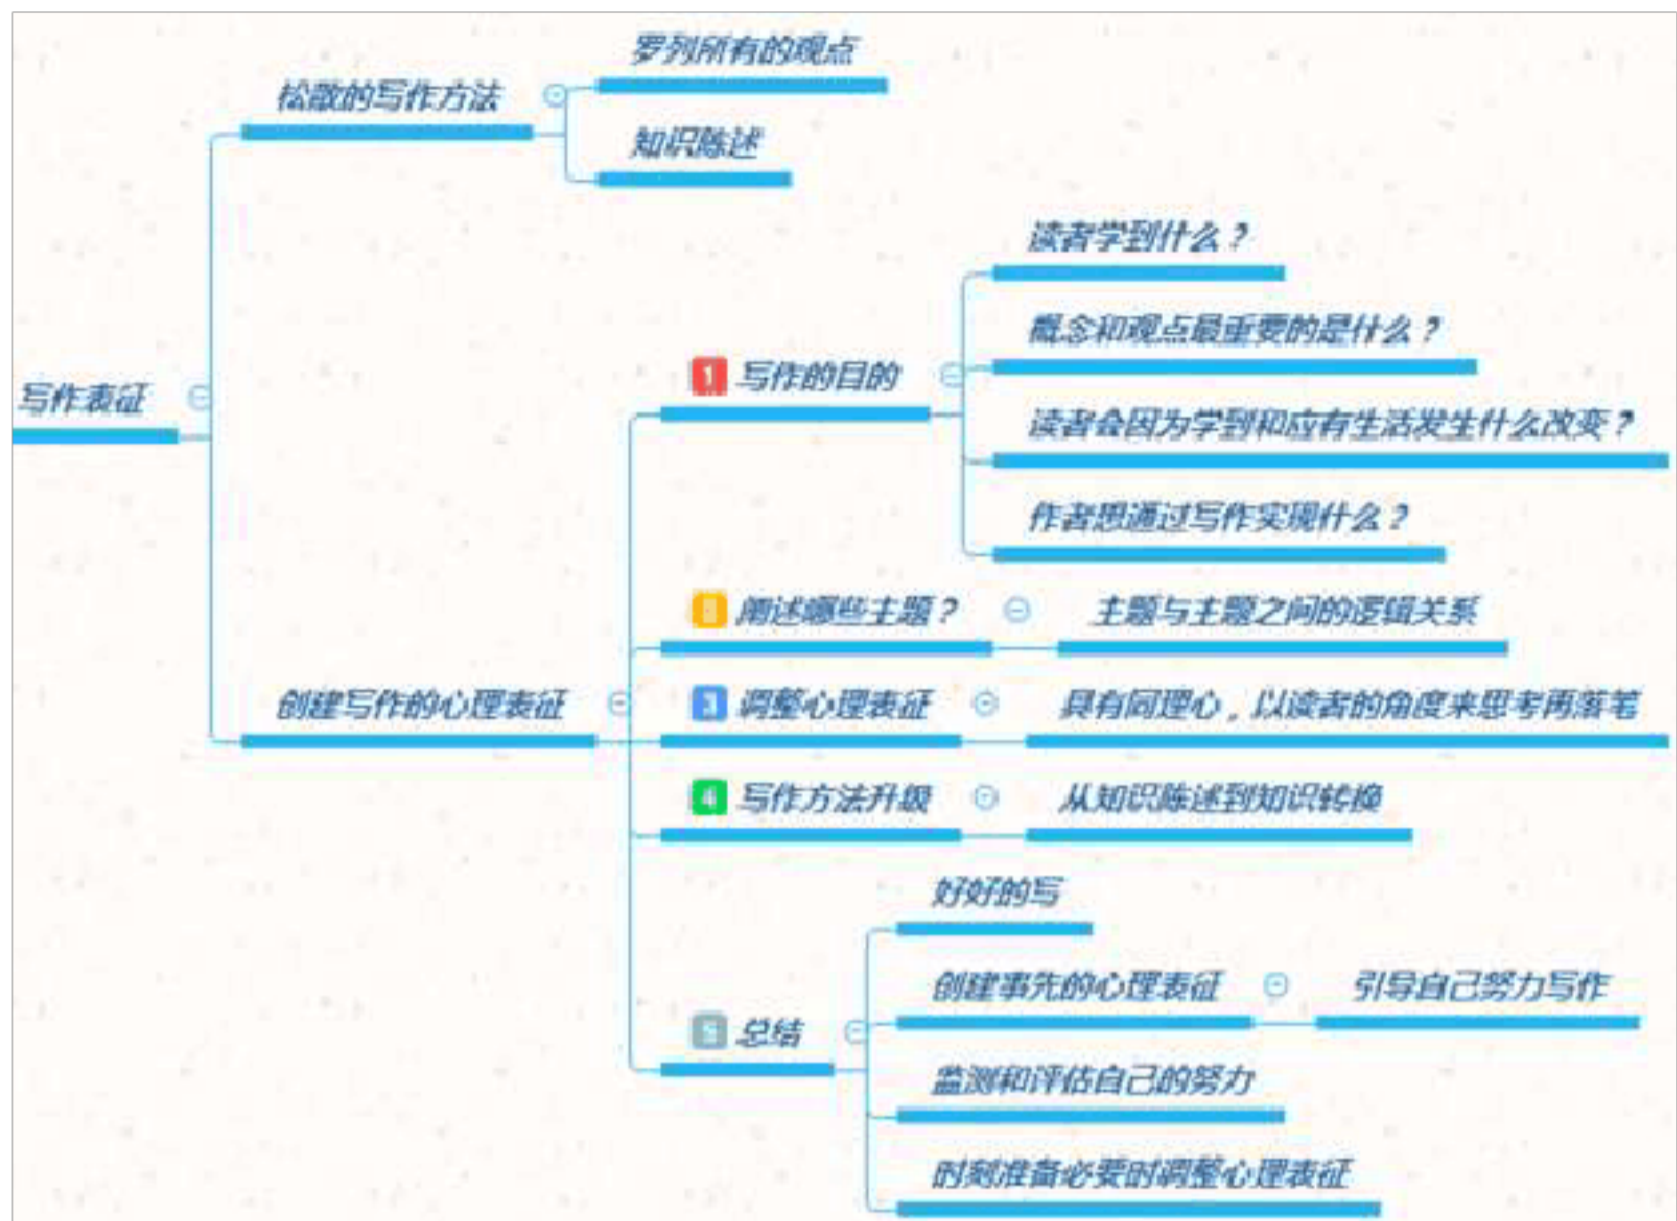 罗列所有的观点
松散的写作方法
知识陈述
读者学到什么？
概念和观点最重要的是什么？
1 写作的目的
写作表征
读者会因为学到和应有生活发生什么改变？
作者想通过写作实现什么？
阐述哪些主题？ 主题与主题之间的逻辑关系
创建写作的心理表征
3 调整心理表征 具有同理心，以读者的角度来思考再落笔
4 写作方法升级 从知识陈述到知识转换
好好的写
创建事先的心理表征 引导自己努力写作
5 总结
监测和评估自己的努力
时刻准备必要时调整心理表征